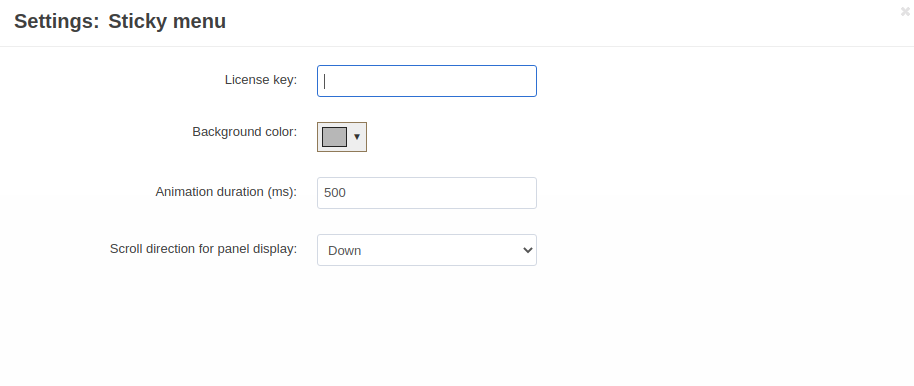 Settings: Sticky menu
License key:
Background color:
Animation duration (ms): 500
Scroll direction for panel display: Down